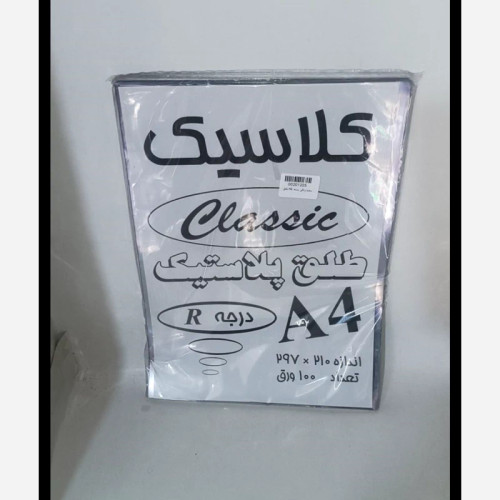 کلاسیک
Classic
طلق پلاستیک
A4
درجه R
اندازه ۲۱۰ × ۲۹۷
تعداد ۱۰۰ ورق